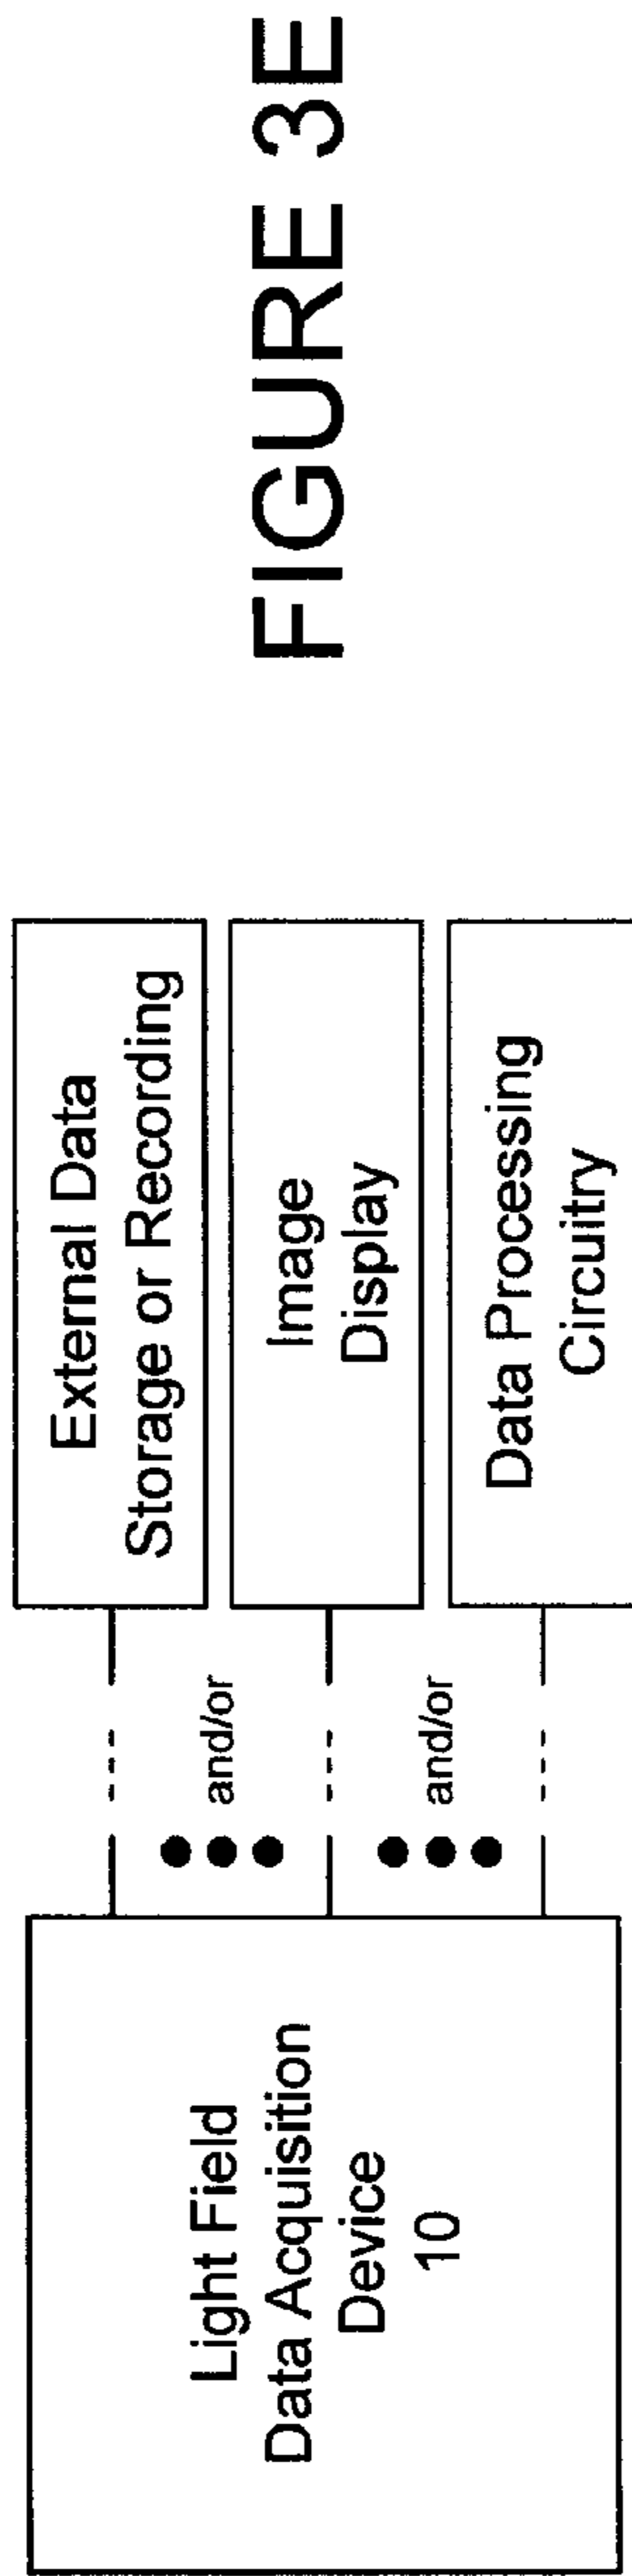 Light Field
Data Acquisition
Device
10
and/or
and/or
External Data
Storage or Recording
Image
Display
Data Processing
Circuitry
FIGURE 3E